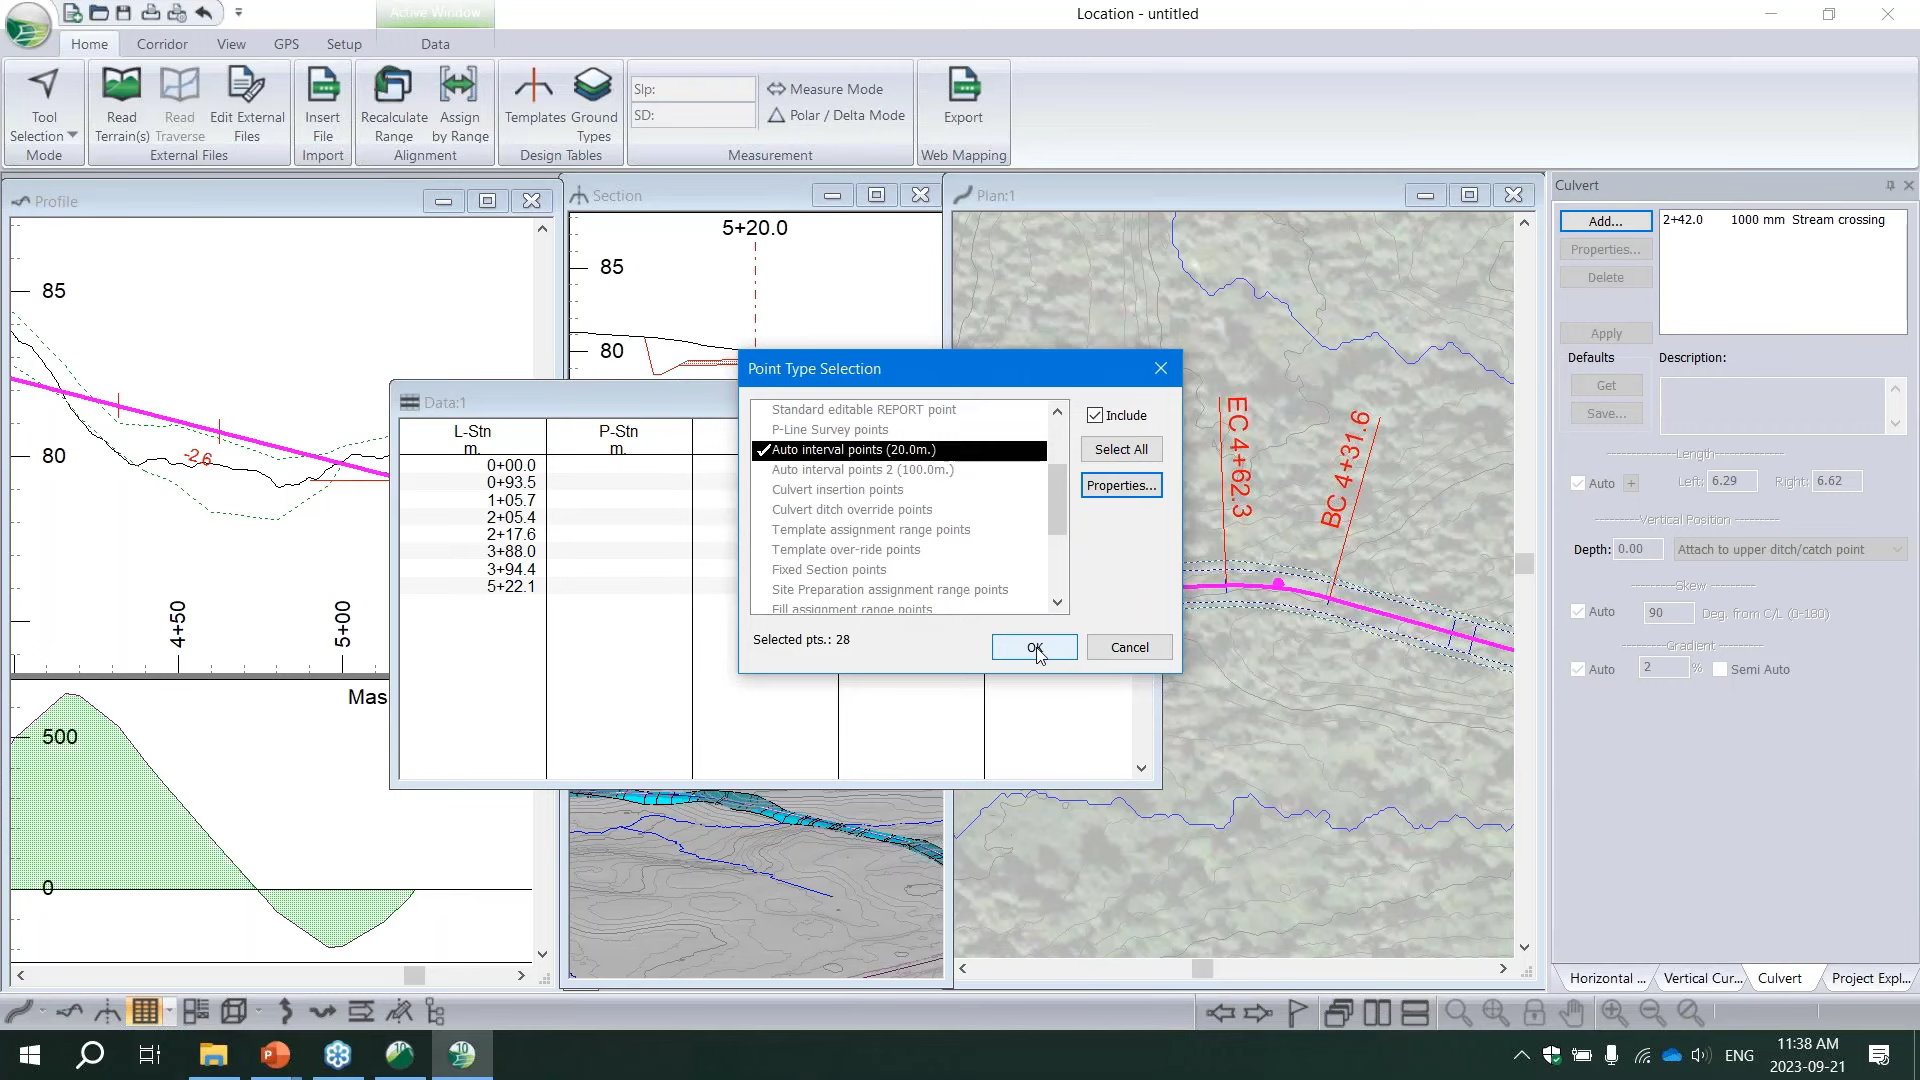 Active Window
Location - untitled
Home
Corridor
View
GPS
Setup
Data
Tool
Selection
Mode
Read
Terrain(s)
Read
Traverse
Edit External
Files
External Files
Insert
File
Import
Recalculate
Range
Assign
by Range
Alignment
Templates
Ground
Types
Design Tables
Slp:
SD:
Measure Mode
Polar / Delta Mode
Measurement
Export
Web Mapping
Profile
85
80
-2.6
4+50
5+00
Mas
500
0
Section
5+20.0
85
80
Plan:1
EC 4+62.3
BC 4+31.6
Data:1
L-Stn
m.
P-Stn
m.
0+00.0
0+93.5
1+05.7
2+05.4
2+17.6
3+88.0
3+94.4
5+22.1
Point Type Selection
Standard editable REPORT point
P-Line Survey points
Auto interval points (20.0m.)
Auto interval points 2 (100.0m.)
Culvert insertion points
Culvert ditch override points
Template assignment range points
Template over-ride points
Fixed Section points
Site Preparation assignment range points
Fill assignment range points
Include
Select All
Properties...
Selected pts.: 28
OK
Cancel
Culvert
Add...
Properties...
Delete
Apply
2+42.0 1000 mm Stream crossing
Defaults
Get
Save...
Description:
Length
Auto
+
Left: 6.29
Right: 6.62
Vertical Position
Depth: 0.00
Attach to upper ditch/catch point
Skew
Auto
90
Deg. from C/L (0-180)
Gradient
Auto
2
%
Semi Auto
Horizontal ...
Vertical Cur...
Culvert
Project Expl...
10
10
ENG
11:38 AM
2023-09-21